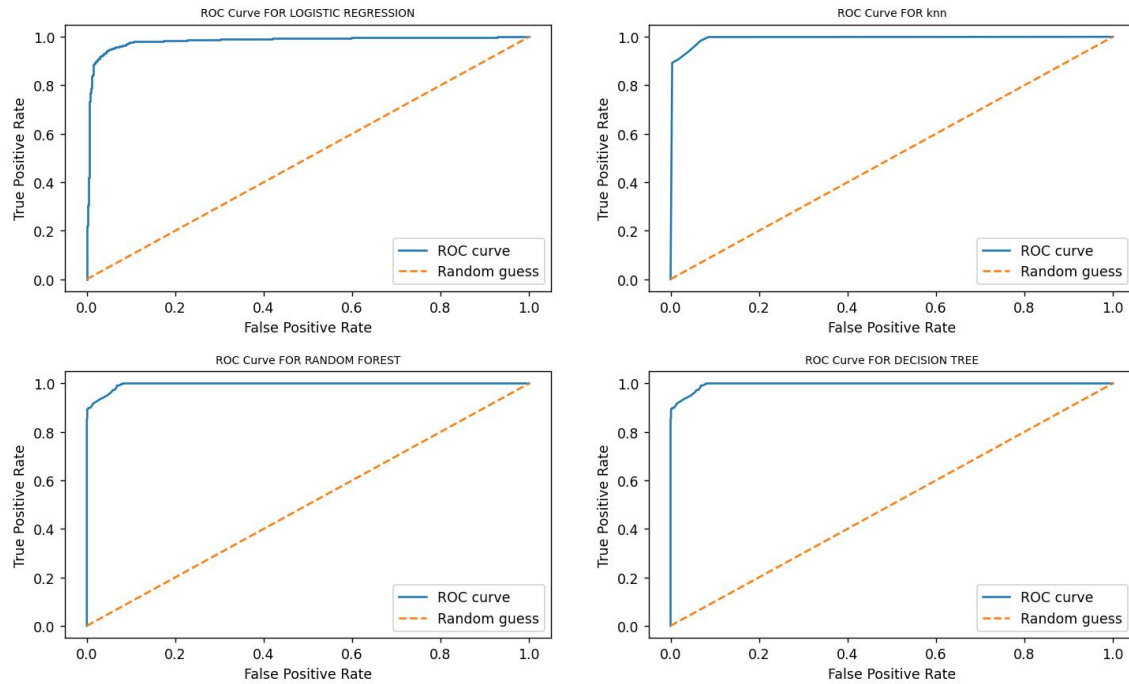 ROC Curve FOR LOGISTIC REGRESSION
1.0
0.8
0.6
0.4
0.2
0.0
True Positive Rate
0.0 0.2 0.4 0.6 0.8 1.0
False Positive Rate
ROC curve
Random guess
ROC Curve FOR knn
1.0
0.8
0.6
0.4
0.2
0.0
True Positive Rate
0.0 0.2 0.4 0.6 0.8 1.0
False Positive Rate
ROC curve
Random guess
ROC Curve FOR RANDOM FOREST
1.0
0.8
0.6
0.4
0.2
0.0
True Positive Rate
0.0 0.2 0.4 0.6 0.8 1.0
False Positive Rate
ROC curve
Random guess
ROC Curve FOR DECISION TREE
1.0
0.8
0.6
0.4
0.2
0.0
True Positive Rate
0.0 0.2 0.4 0.6 0.8 1.0
False Positive Rate
ROC curve
Random guess